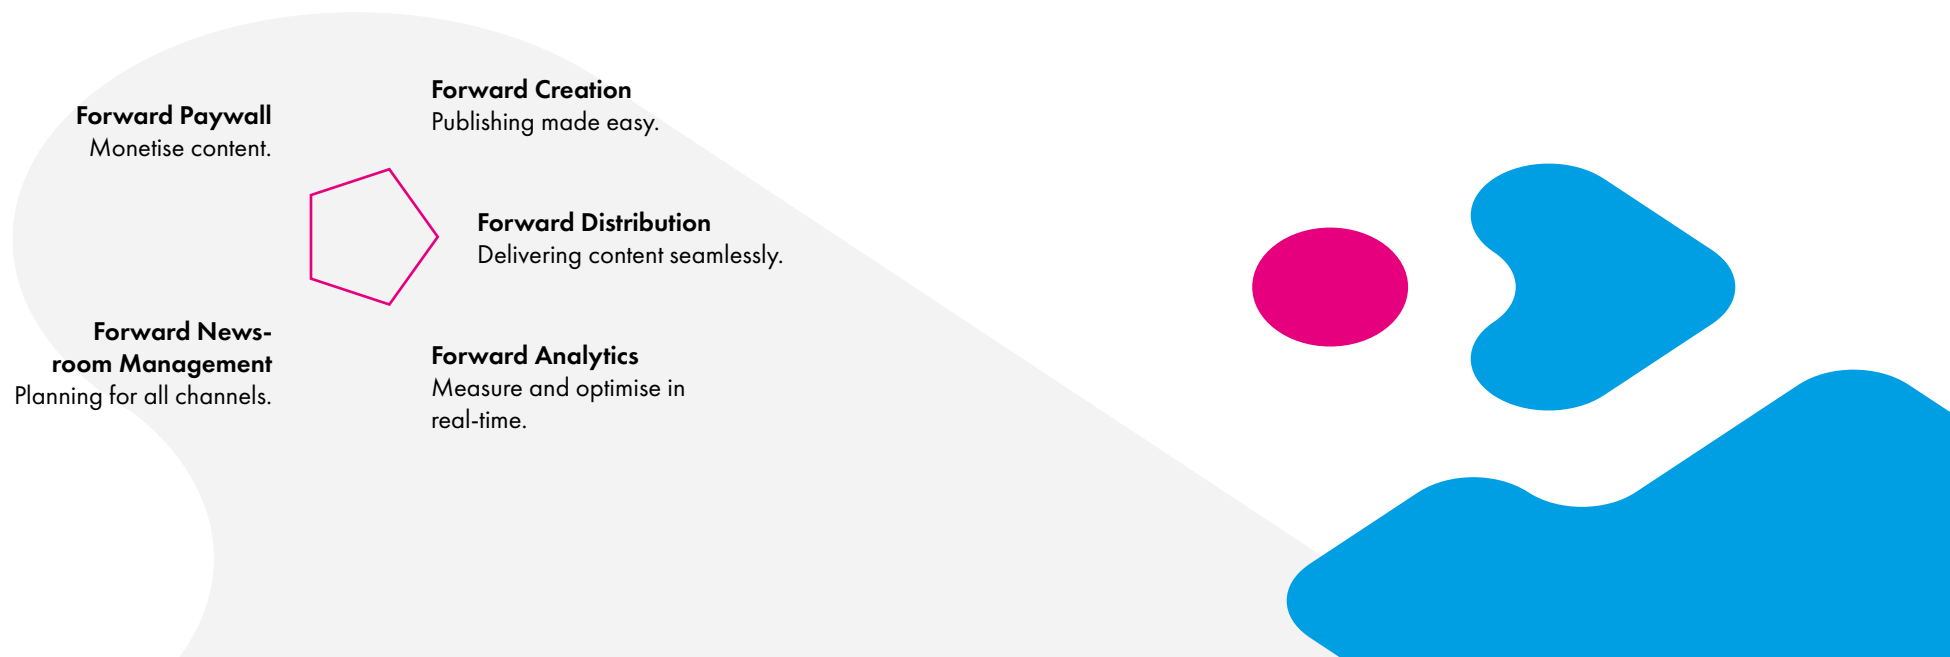 Forward Paywall
Monetise content.
Forward Creation
Publishing made easy.
Forward Distribution
Delivering content seamlessly.
Forward News-
room Management
Planning for all channels.
Forward Analytics
Measure and optimise in
real-time.